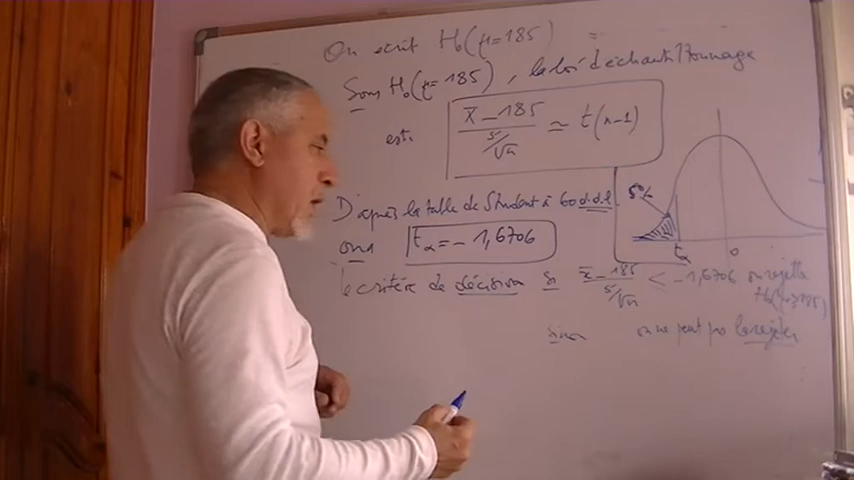 On écrit H₀(μ=185)
Sous H₀(μ=185), la loi d'échantillonnage
est (x̄ - 185)/(s/√n) ≃ t(n-1)
5%
tα
0
D'après la table de Student à 60 d.d.l
on a tα = -1,6706
le critère de décision si (x̄ - 185)/(s/√n) < -1,6706 on rejette
H₀(μ≥185)
sinon on ne peut pas la rejeter